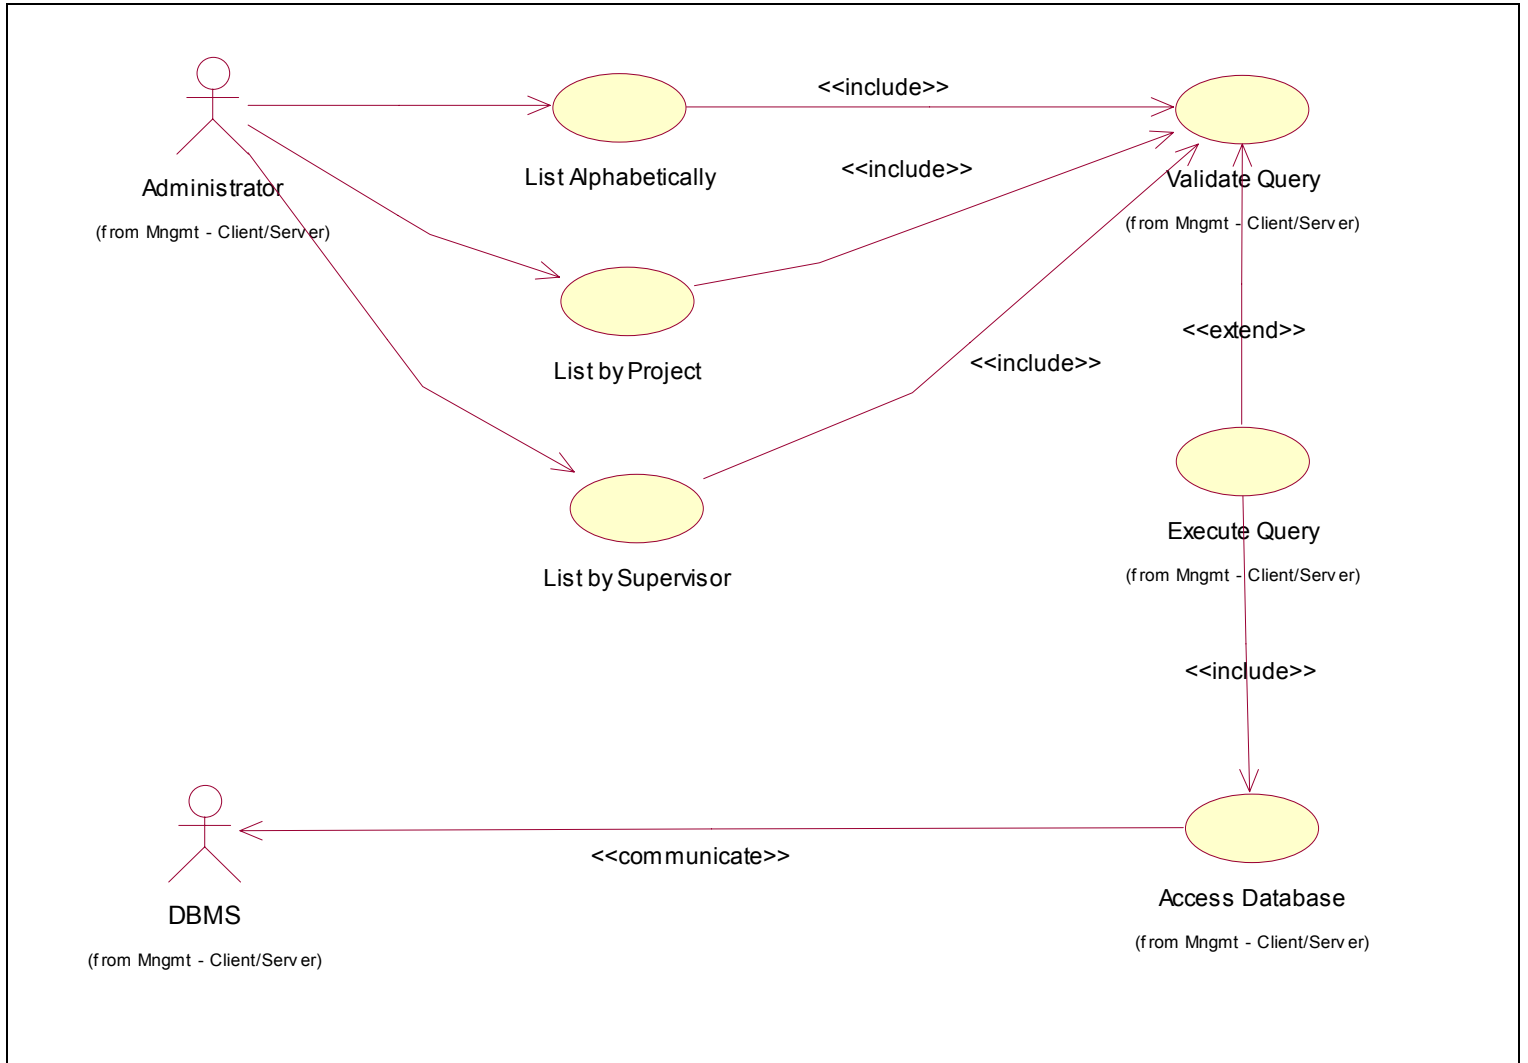 <<include>>
List Alphabetically
Administrator
(from Mngmt - Client/Server)
<<include>>
Validate Query
(from Mngmt - Client/Server)
<<extend>>
List by Project
<<include>>
Execute Query
(from Mngmt - Client/Server)
List by Supervisor
<<include>>
<<communicate>>
DBMS
(from Mngmt - Client/Server)
Access Database
(from Mngmt - Client/Server)